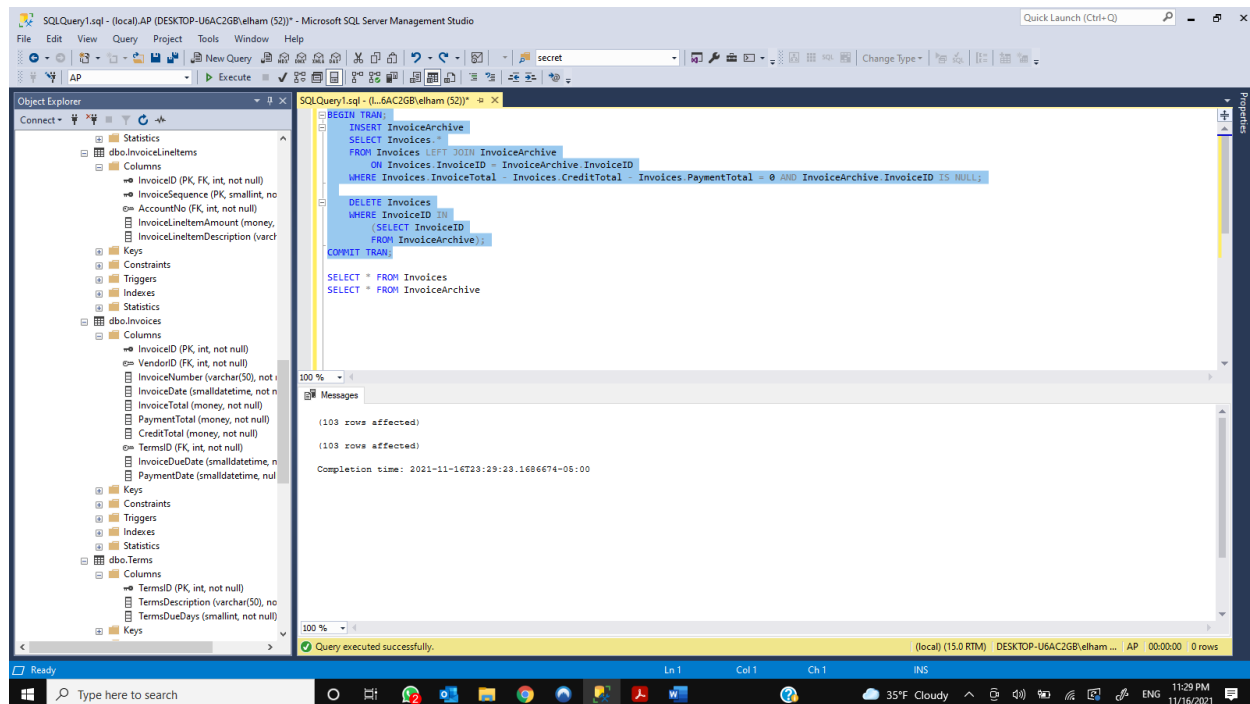 SQLQuery1.sql - (local).AP (DESKTOP-U6AC2GB\elham (52))* - Microsoft SQL Server Management Studio
Quick Launch (Ctrl+Q)
File Edit View Query Project Tools Window Help
New Query
secret
Change Type
AP
Execute
Object Explorer
Connect
Statistics
dbo.InvoiceLineItems
Columns
InvoiceID (PK, FK, int, not null)
InvoiceSequence (PK, smallint, no
AccountNo (FK, int, not null)
InvoiceLineItemAmount (money,
InvoiceLineItemDescription (varch
Keys
Constraints
Triggers
Indexes
Statistics
dbo.Invoices
Columns
InvoiceID (PK, int, not null)
VendorID (FK, int, not null)
InvoiceNumber (varchar(50), not
InvoiceDate (smalldatetime, not n
InvoiceTotal (money, not null)
PaymentTotal (money, not null)
CreditTotal (money, not null)
TermsID (FK, int, not null)
InvoiceDueDate (smalldatetime, n
PaymentDate (smalldatetime, nul
Keys
Constraints
Triggers
Indexes
Statistics
dbo.Terms
Columns
TermsID (PK, int, not null)
TermsDescription (varchar(50), no
TermsDueDays (smallint, not null)
Keys
SQLQuery1.sql - (l...6AC2GB\elham (52))*
BEGIN TRAN;
INSERT InvoiceArchive
SELECT Invoices.*
FROM Invoices LEFT JOIN InvoiceArchive
ON Invoices.InvoiceID = InvoiceArchive.InvoiceID
WHERE Invoices.InvoiceTotal - Invoices.CreditTotal - Invoices.PaymentTotal = 0 AND InvoiceArchive.InvoiceID IS NULL;
DELETE Invoices
WHERE InvoiceID IN
(SELECT InvoiceID
FROM InvoiceArchive);
COMMIT TRAN;
SELECT * FROM Invoices
SELECT * FROM InvoiceArchive
100 %
Messages
(103 rows affected)
(103 rows affected)
Completion time: 2021-11-16T23:29:23.1686674-05:00
100 %
Query executed successfully.
(local) (15.0 RTM) DESKTOP-U6AC2GB\elham ... AP 00:00:00 0 rows
Properties
Ready
Ln 1 Col 1 Ch 1 INS
Type here to search
35°F Cloudy
ENG
11:29 PM
11/16/2021